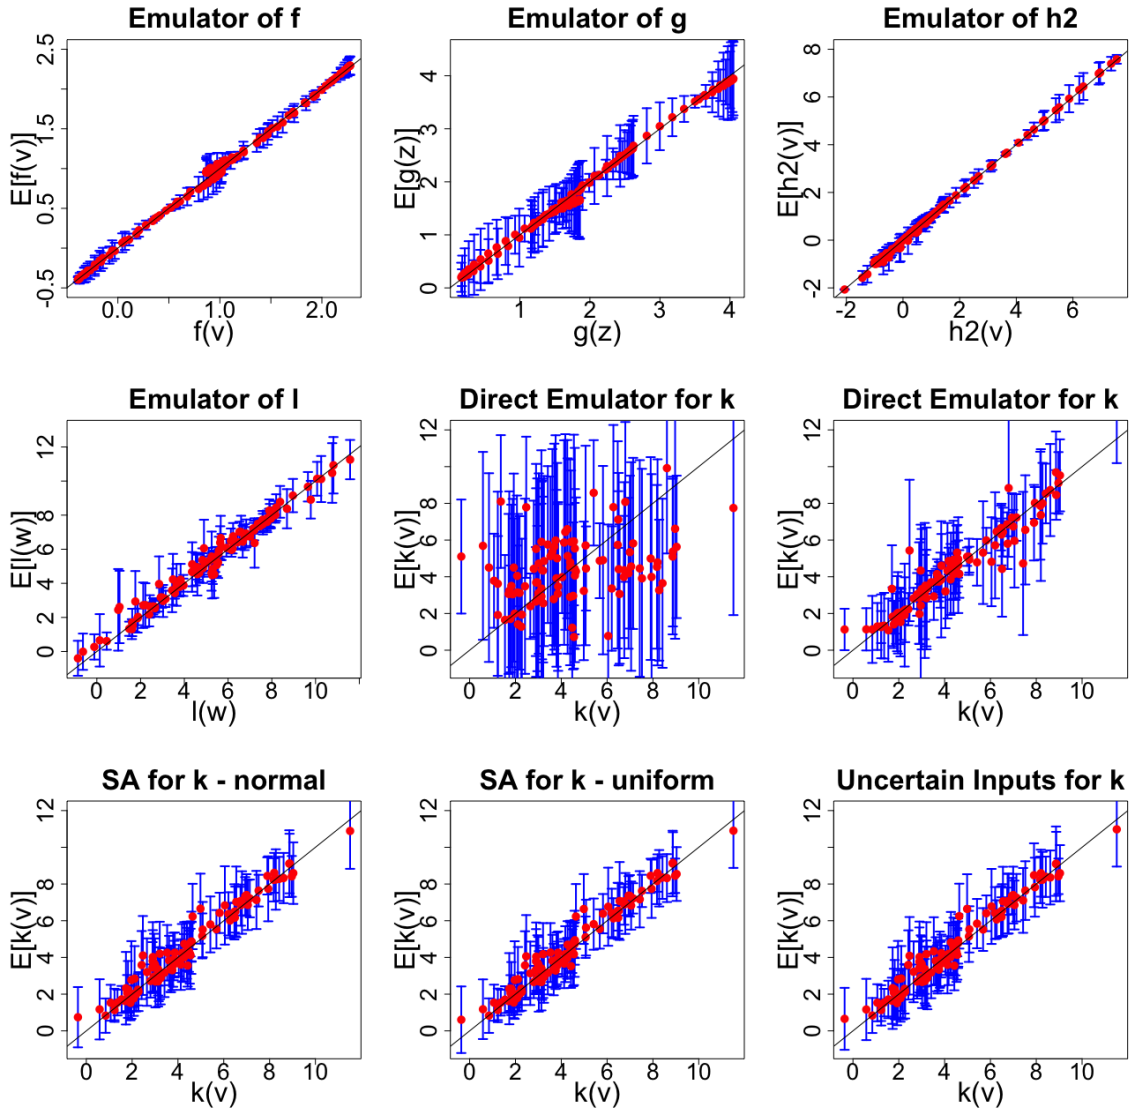 Emulator of f
Emulator of g
Emulator of h2
E[f(v)]
-0.5 0.5 1.5 2.5
0.0 1.0 2.0
f(v)
E[g(z)]
0 1 2 3 4
1 2 3 4
g(z)
E[h2(v)]
-2 0 2 4 6 8
-2 0 2 4 6
h2(v)
Emulator of l
Direct Emulator for k
Direct Emulator for k
E[l(w)]
0 2 4 6 8 12
0 2 4 6 8 10
l(w)
E[k(v)]
0 2 4 6 8 12
0 2 4 6 8 10
k(v)
E[k(v)]
0 2 4 6 8 12
0 2 4 6 8 10
k(v)
SA for k - normal
SA for k - uniform
Uncertain Inputs for k
E[k(v)]
0 2 4 6 8 12
0 2 4 6 8 10
k(v)
E[k(v)]
0 2 4 6 8 12
0 2 4 6 8 10
k(v)
E[k(v)]
0 2 4 6 8 12
0 2 4 6 8 10
k(v)